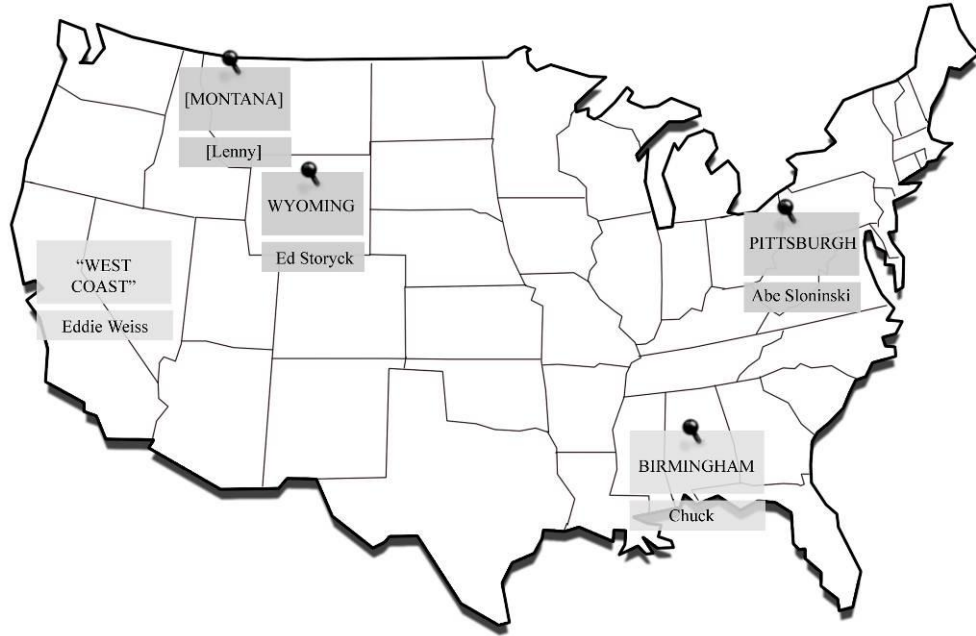 [MONTANA]
[Lenny]
WYOMING
Ed Storyck
“WEST
COAST”
Eddie Weiss
PITTSBURGH
Abe Sloninski
BIRMINGHAM
Chuck